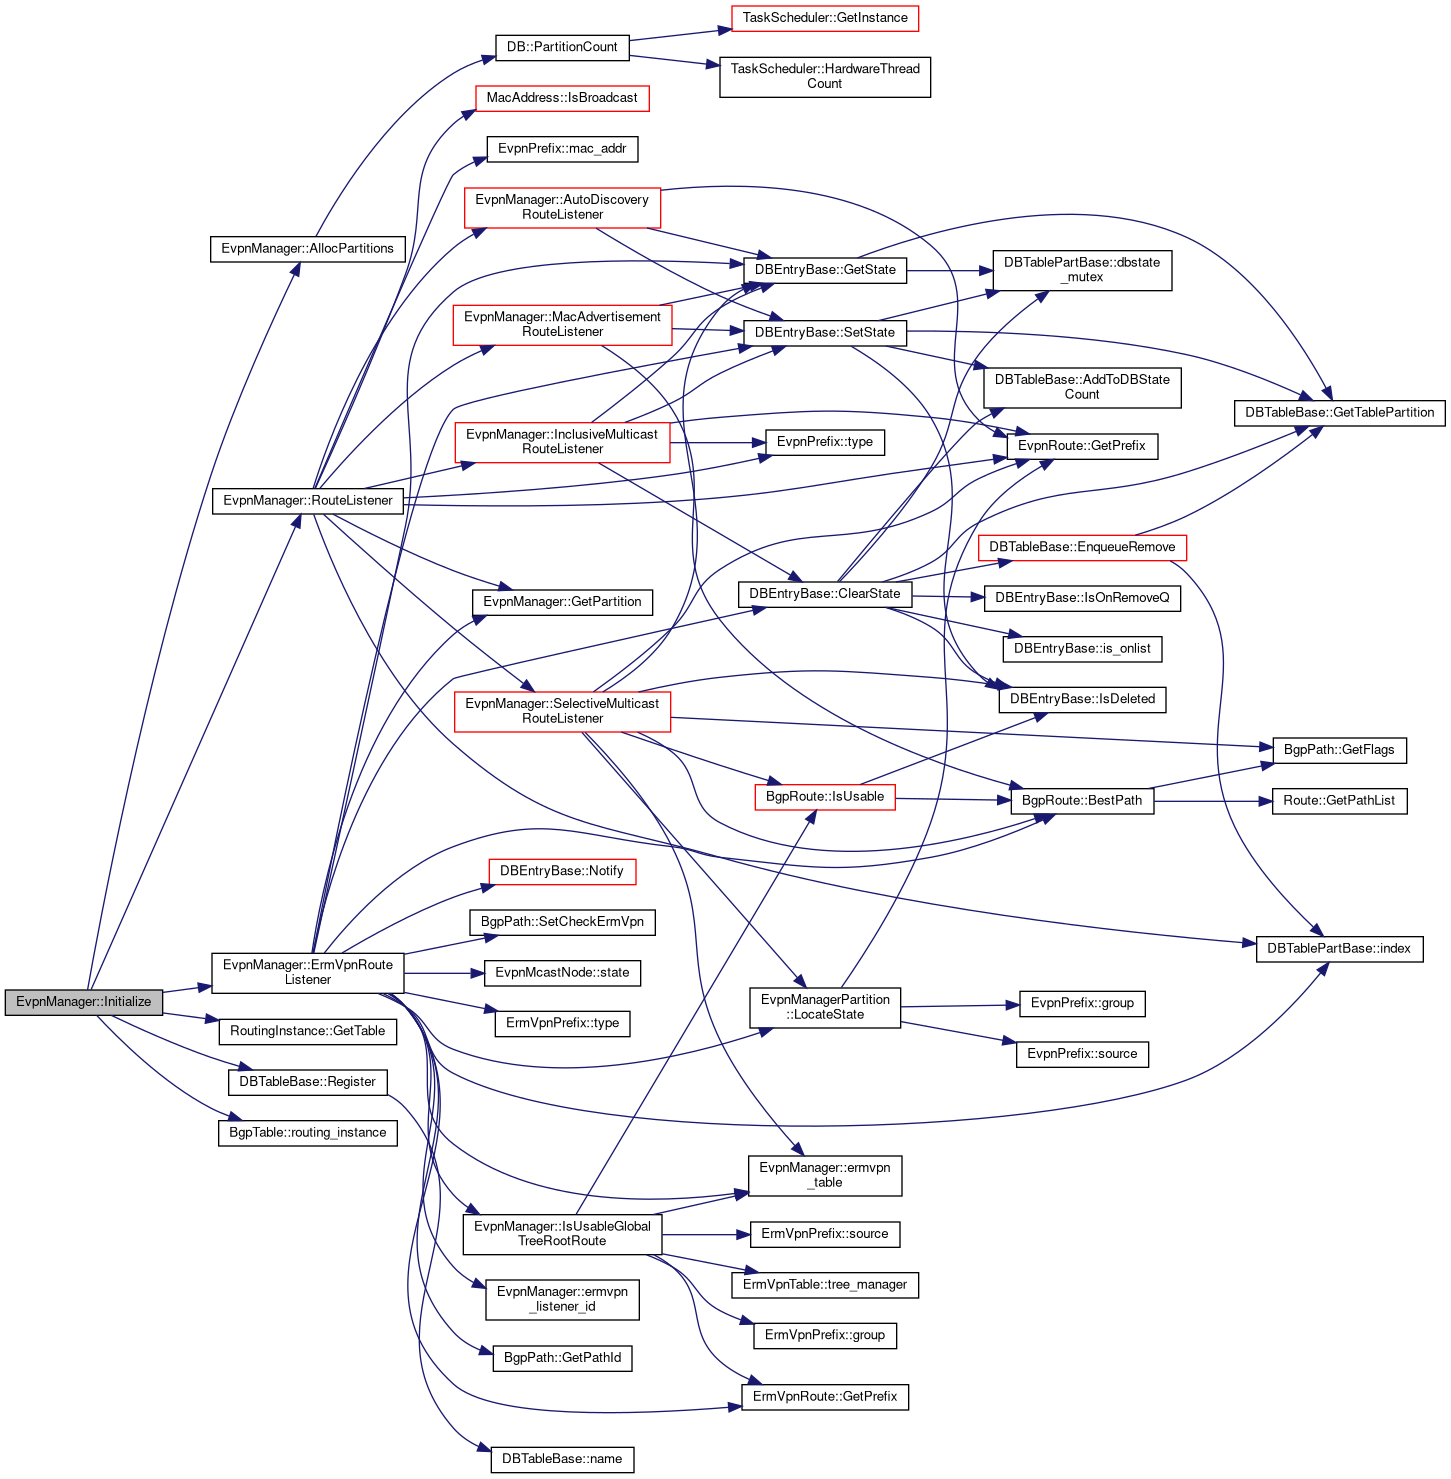 TaskScheduler::GetInstance
DB::PartitionCount
TaskScheduler::HardwareThread
Count
MacAddress::IsBroadcast
EvpnPrefix::mac_addr
EvpnManager::AutoDiscovery
RouteListener
EvpnManager::AllocPartitions
DBEntryBase::GetState
DBTablePartBase::dbstate
_mutex
EvpnManager::MacAdvertisement
RouteListener
DBEntryBase::SetState
DBTableBase::AddToDBState
Count
DBTableBase::GetTablePartition
EvpnManager::InclusiveMulticast
RouteListener
EvpnPrefix::type
EvpnRoute::GetPrefix
EvpnManager::RouteListener
DBTableBase::EnqueueRemove
EvpnManager::GetPartition
DBEntryBase::ClearState
DBEntryBase::IsOnRemoveQ
DBEntryBase::is_onlist
EvpnManager::SelectiveMulticast
RouteListener
DBEntryBase::IsDeleted
BgpPath::GetFlags
BgpRoute::IsUsable
BgpRoute::BestPath
Route::GetPathList
DBEntryBase::Notify
BgpPath::SetCheckErmVpn
DBTablePartBase::index
EvpnManager::ErmVpnRoute
Listener
EvpnMcastNode::state
EvpnManager::Initialize
EvpnManagerPartition
::LocateState
EvpnPrefix::group
ErmVpnPrefix::type
RoutingInstance::GetTable
EvpnPrefix::source
DBTableBase::Register
BgpTable::routing_instance
EvpnManager::ermvpn
_table
EvpnManager::IsUsableGlobal
TreeRootRoute
ErmVpnPrefix::source
ErmVpnTable::tree_manager
EvpnManager::ermvpn
_listener_id
ErmVpnPrefix::group
BgpPath::GetPathId
ErmVpnRoute::GetPrefix
DBTableBase::name